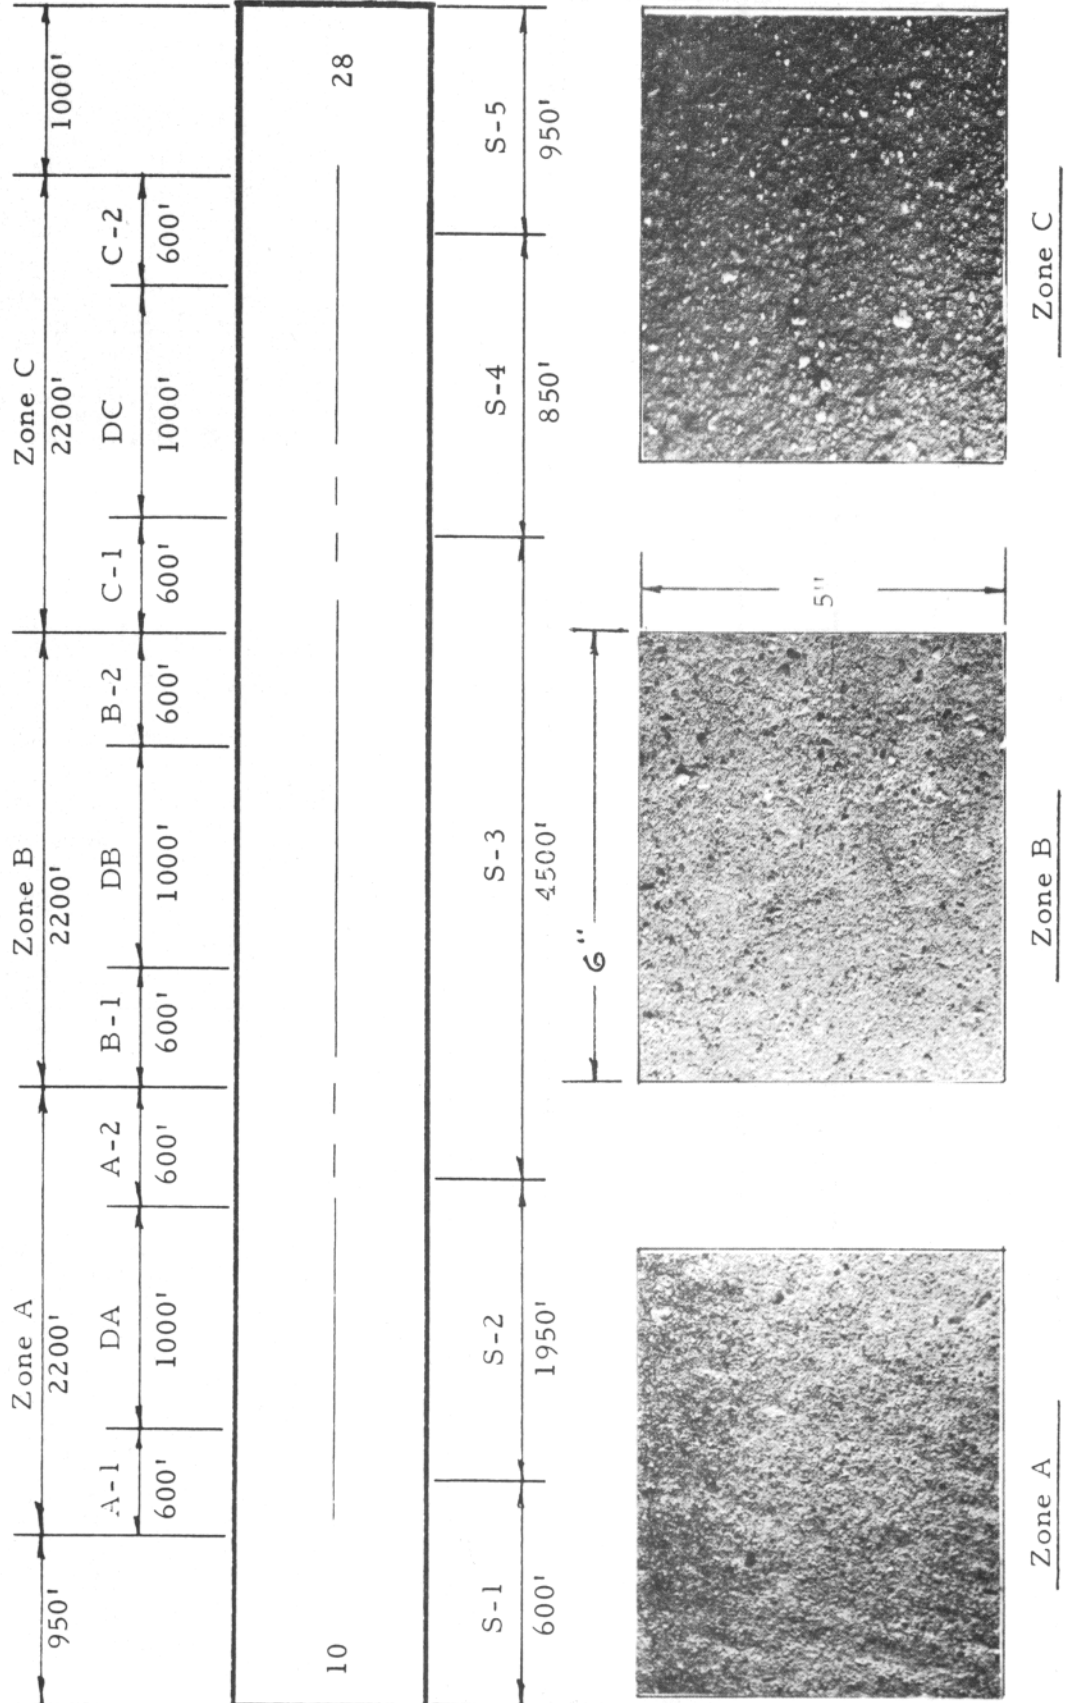 950'
Zone A
2200'
Zone B
2200'
Zone C
2200'
1000'
A-1
600'
DA
1000'
A-2
600'
B-1
600'
DB
1000'
B-2
600'
C-1
600'
DC
1000'
C-2
600'
10
28
S-1
600'
S-2
1950'
S-3
4500'
S-4
850'
S-5
950'
6"
5"
Zone A
Zone B
Zone C